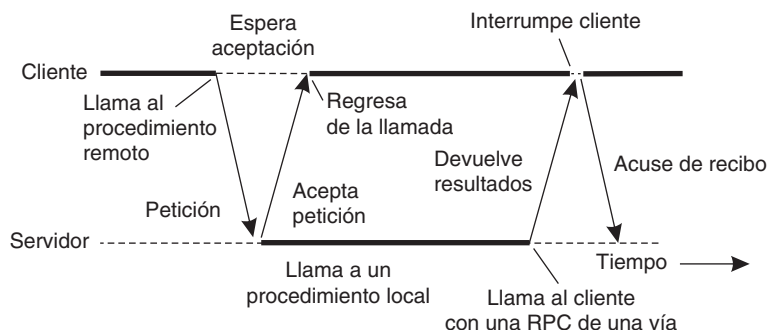 Interrumpe cliente
Espera
aceptación
Cliente
Llama al
procedimiento
remoto
Regresa
de la llamada
Devuelve
resultados
Acuse de recibo
Petición
Acepta
petición
Servidor
Tiempo
Llama a un
procedimiento local
Llama al cliente
con una RPC de una vía